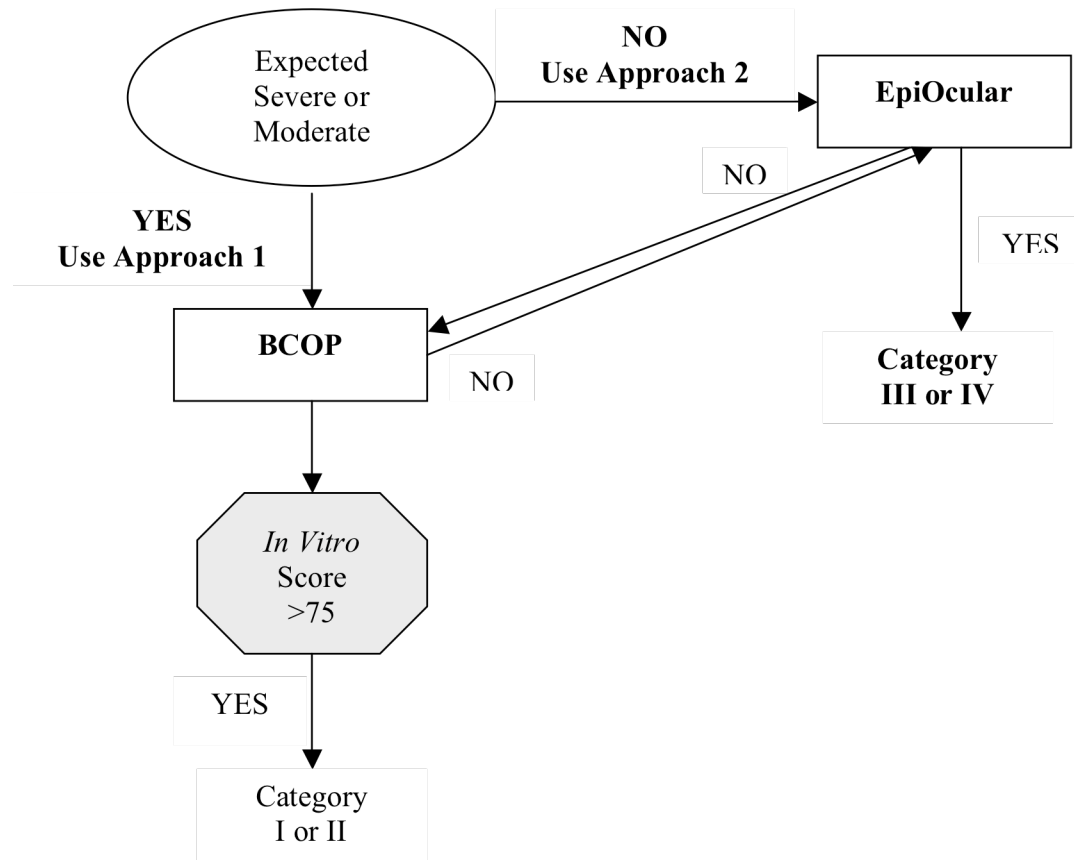 Expected
Severe or
Moderate
NO
Use Approach 2
EpiOcular
NO
YES
YES
Use Approach 1
BCOP
NO
Category
III or IV
In Vitro
Score
>75
YES
Category
I or II